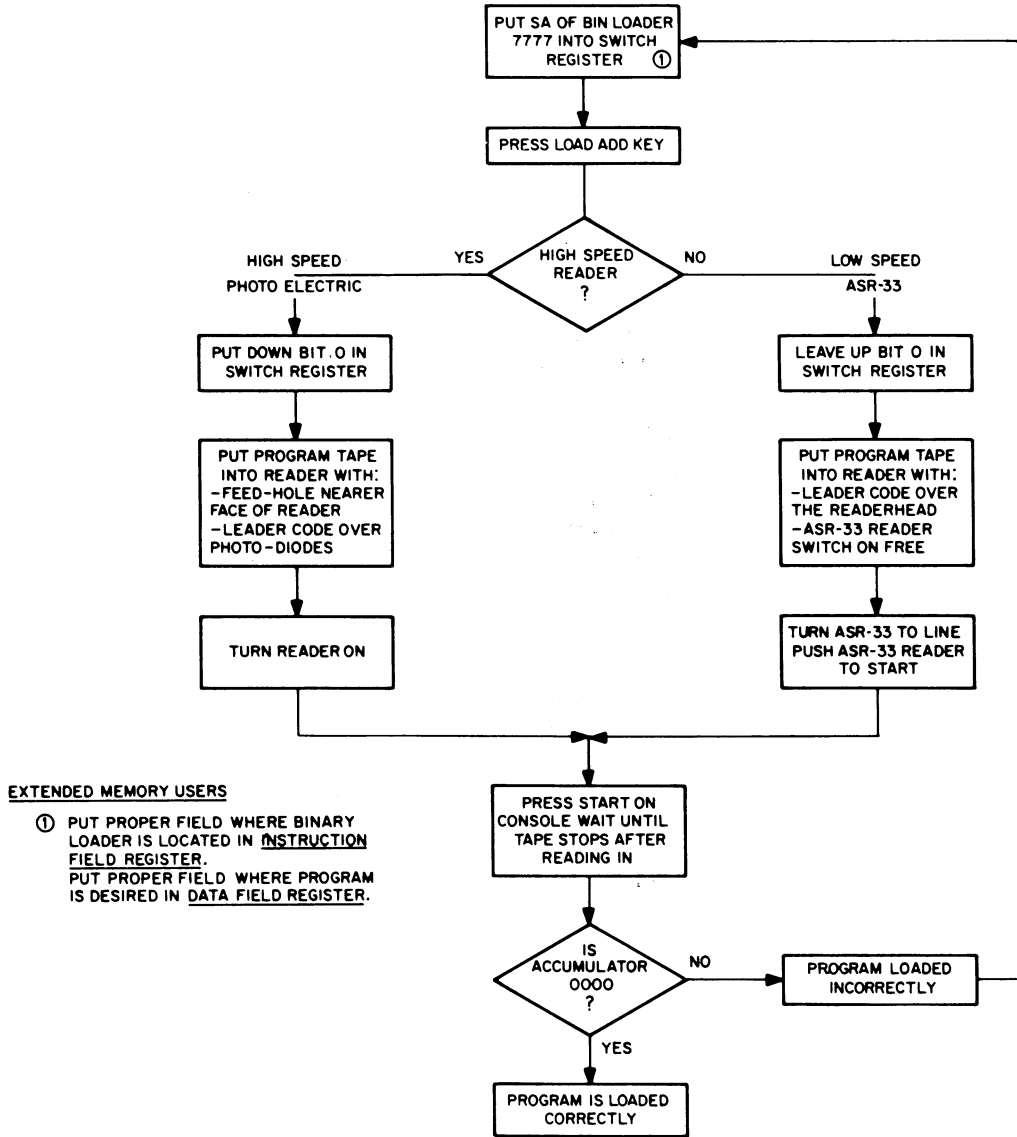 PUT SA OF BIN LOADER
7777 INTO SWITCH
REGISTER ①
PRESS LOAD ADD KEY
HIGH SPEED
READER
?
YES
NO
HIGH SPEED
PHOTO ELECTRIC
LOW SPEED
ASR-33
PUT DOWN BIT.O IN
SWITCH REGISTER
LEAVE UP BIT O IN
SWITCH REGISTER
PUT PROGRAM TAPE
INTO READER WITH:
-FEED-HOLE NEARER
FACE OF READER
-LEADER CODE OVER
PHOTO-DIODES
PUT PROGRAM TAPE
INTO READER WITH:
-LEADER CODE OVER
THE READERHEAD
-ASR-33 READER
SWITCH ON FREE
TURN READER ON
TURN ASR-33 TO LINE
PUSH ASR-33 READER
TO START
EXTENDED MEMORY USERS
① PUT PROPER FIELD WHERE BINARY
LOADER IS LOCATED IN INSTRUCTION
FIELD REGISTER.
PUT PROPER FIELD WHERE PROGRAM
IS DESIRED IN DATA FIELD REGISTER.
PRESS START ON
CONSOLE WAIT UNTIL
TAPE STOPS AFTER
READING IN
IS
ACCUMULATOR
0000
?
NO
PROGRAM LOADED
INCORRECTLY
YES
PROGRAM IS LOADED
CORRECTLY